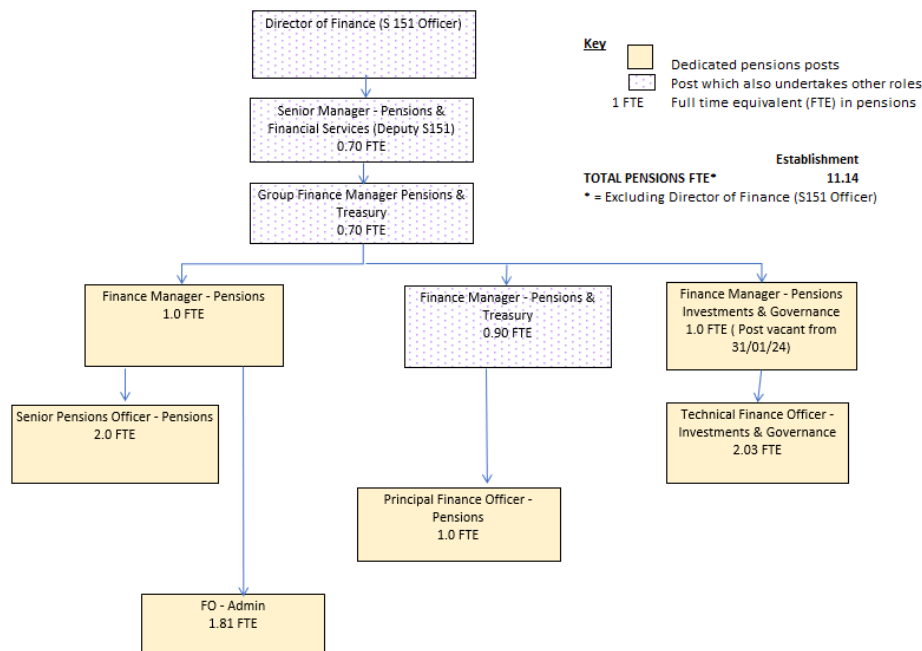 Director of Finance (S 151 Officer)
Key
Dedicated pensions posts
Post which also undertakes other roles
1 FTE Full time equivalent (FTE) in pensions
Senior Manager - Pensions &
Financial Services (Deputy S151)
0.70 FTE
Establishment
TOTAL PENSIONS FTE* 11.14
* = Excluding Director of Finance (S151 Officer)
Group Finance Manager Pensions &
Treasury
0.70 FTE
Finance Manager - Pensions
1.0 FTE
Finance Manager - Pensions &
Treasury
0.90 FTE
Finance Manager - Pensions
Investments & Governance
1.0 FTE ( Post vacant from
31/01/24)
Senior Pensions Officer - Pensions
2.0 FTE
Technical Finance Officer -
Investments & Governance
2.03 FTE
Principal Finance Officer -
Pensions
1.0 FTE
FO - Admin
1.81 FTE